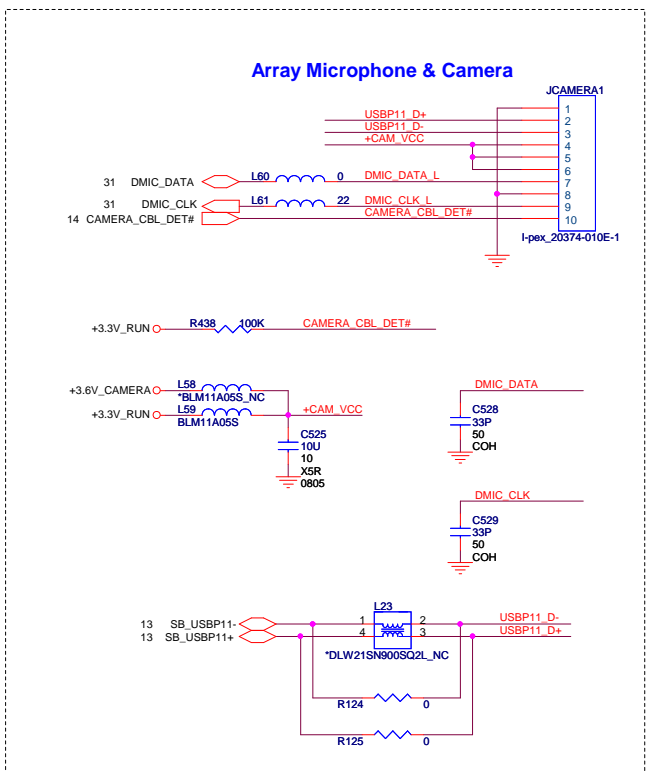 Array Microphone & Camera
JCAMERA1
1
USBP11_D+ 2
USBP11_D- 3
+CAM_VCC 4
5
6
31 DMIC_DATA L60 0 DMIC_DATA_L 7
8
31 DMIC_CLK L61 22 DMIC_CLK_L 9
14 CAMERA_CBL_DET# CAMERA_CBL_DET# 10
I-pex_20374-010E-1
+3.3V_RUN R438 100K CAMERA_CBL_DET#
+3.6V_CAMERA L58
*BLM11A05S_NC
+3.3V_RUN L59 +CAM_VCC
BLM11A05S
C525
10U
10
X5R
0805
DMIC_DATA
C528
33P
50
COH
DMIC_CLK
C529
33P
50
COH
L23
13 SB_USBP11- 1 2 USBP11_D-
13 SB_USBP11+ 4 3 USBP11_D+
*DLW21SN900SQ2L_NC
R124 0
R125 0